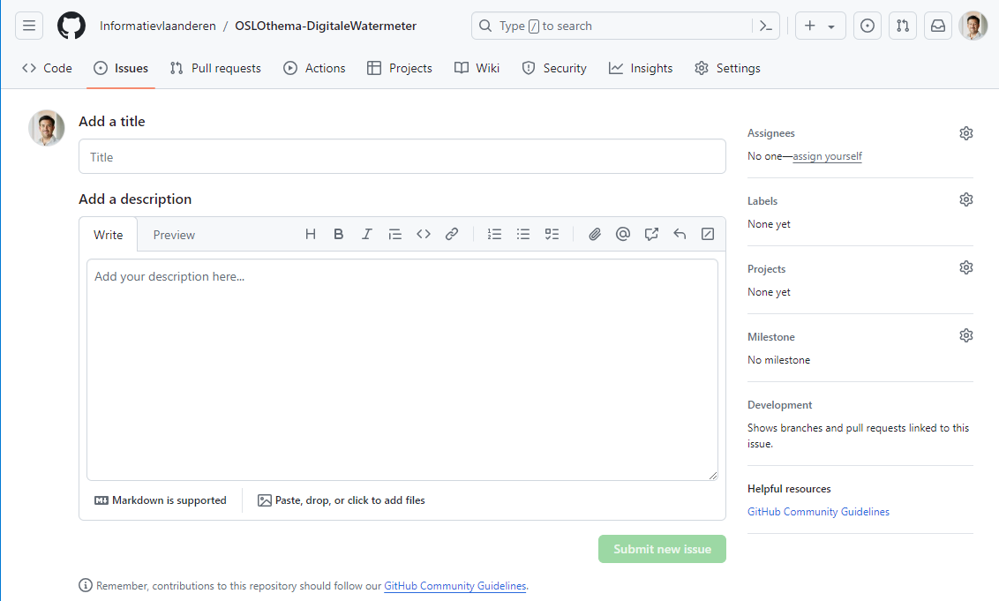 Informatievlaanderen / OSLOthema-DigitaleWatermeter
Type / to search
Code Issues Pull requests Actions Projects Wiki Security Insights Settings
Add a title
Title
Add a description
Write Preview
Add your description here...
Markdown is supported
Paste, drop, or click to add files
Submit new issue
Remember, contributions to this repository should follow our GitHub Community Guidelines.
Assignees
No one—assign yourself
Labels
None yet
Projects
None yet
Milestone
No milestone
Development
Shows branches and pull requests linked to this
issue.
Helpful resources
GitHub Community Guidelines